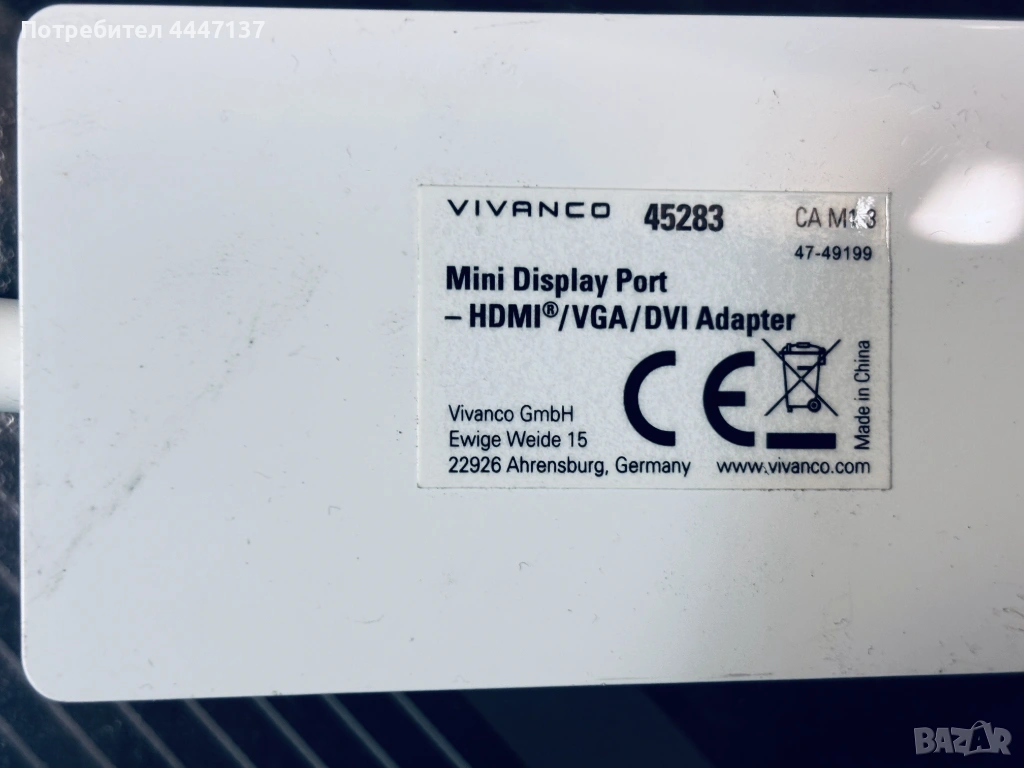 Потребител 4447137
VIVANCO 45283 CA M
47-49199
Mini Display Port
– HDMI®/VGA/DVI Adapter
CE
Made in China
Vivanco GmbH
Ewige Weide 15
22926 Ahrensburg, Germany www.vivanco.com
BAZAR